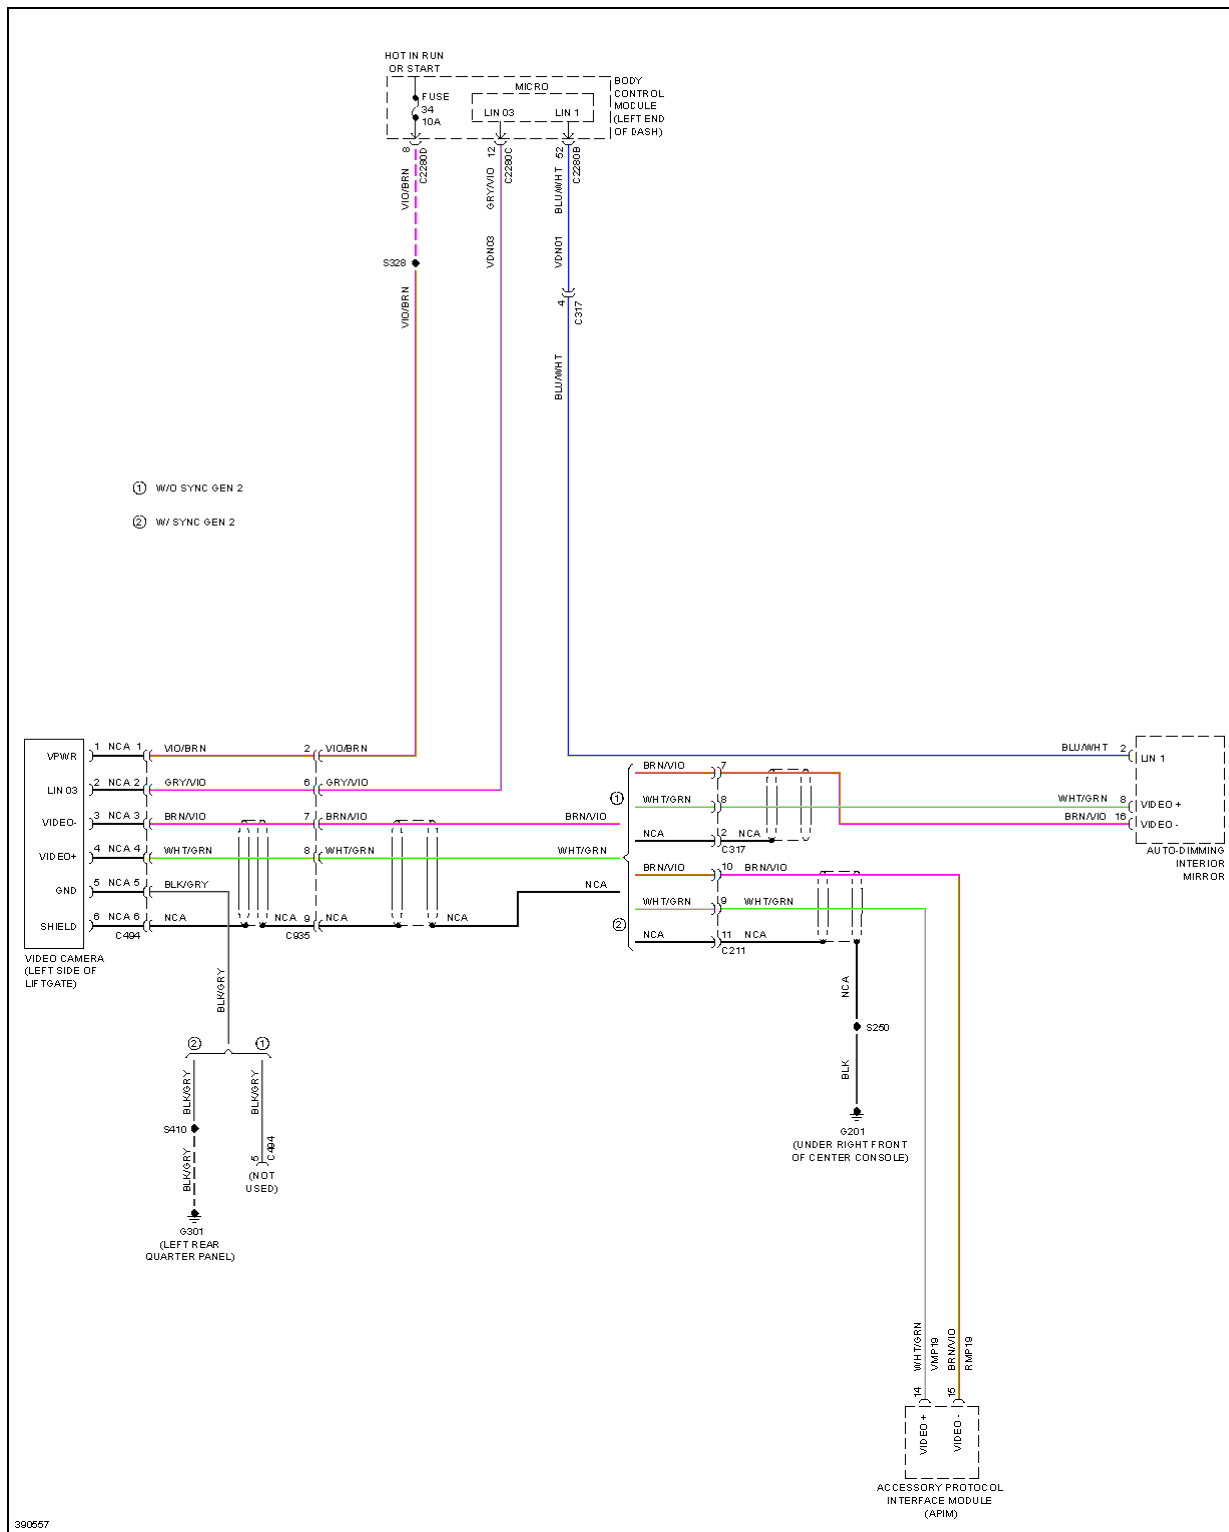 HOT IN RUN
OR START
FUSE
34
10A
MICRO
LIN 03
LIN 1
BODY
CONTROL
MODULE
(LEFT END
OF DASH)
8
C2280D
12
C2280C
52
C2280B
VIO/BRN
GRY/VIO
BLU/WHT
VDN03
VDN01
S328
VIO/BRN
4
C317
BLU/WHT
1 W/O SYNC GEN 2
2 W/ SYNC GEN 2
VPWR 1 NCA 1 VIO/BRN 2 VIO/BRN
LIN 03 2 NCA 2 GRY/VIO 6 GRY/VIO
VIDEO- 3 NCA 3 BRN/VIO 7 BRN/VIO BRN/VIO
VIDEO+ 4 NCA 4 WHT/GRN 8 WHT/GRN WHT/GRN
GND 5 NCA 5 BLK/GRY NCA
SHIELD 6 NCA 6 NCA NCA 9 NCA NCA
C494
C935
VIDEO CAMERA
(LEFT SIDE OF
LIFTGATE)
BLU/WHT 2 LIN 1
1
BRN/VIO 7
WHT/GRN 8 WHT/GRN 8 VIDEO +
BRN/VIO 16 VIDEO -
NCA 2 NCA
C317
AUTO-DIMMING
INTERIOR
MIRROR
2
BRN/VIO 10 BRN/VIO
WHT/GRN 9 WHT/GRN
NCA 11 NCA
C211
NCA
S250
BLK
G201
(UNDER RIGHT FRONT
OF CENTER CONSOLE)
BLK/GRY
2
1
BLK/GRY
BLK/GRY
S410
BLK/GRY
5
C494
(NOT
USED)
G301
(LEFT REAR
QUARTER PANEL)
WHT/GRN
VMP19
BRN/VIO
RMP19
14
15
VIDEO +
VIDEO -
ACCESSORY PROTOCOL
INTERFACE MODULE
(APIM)
390557